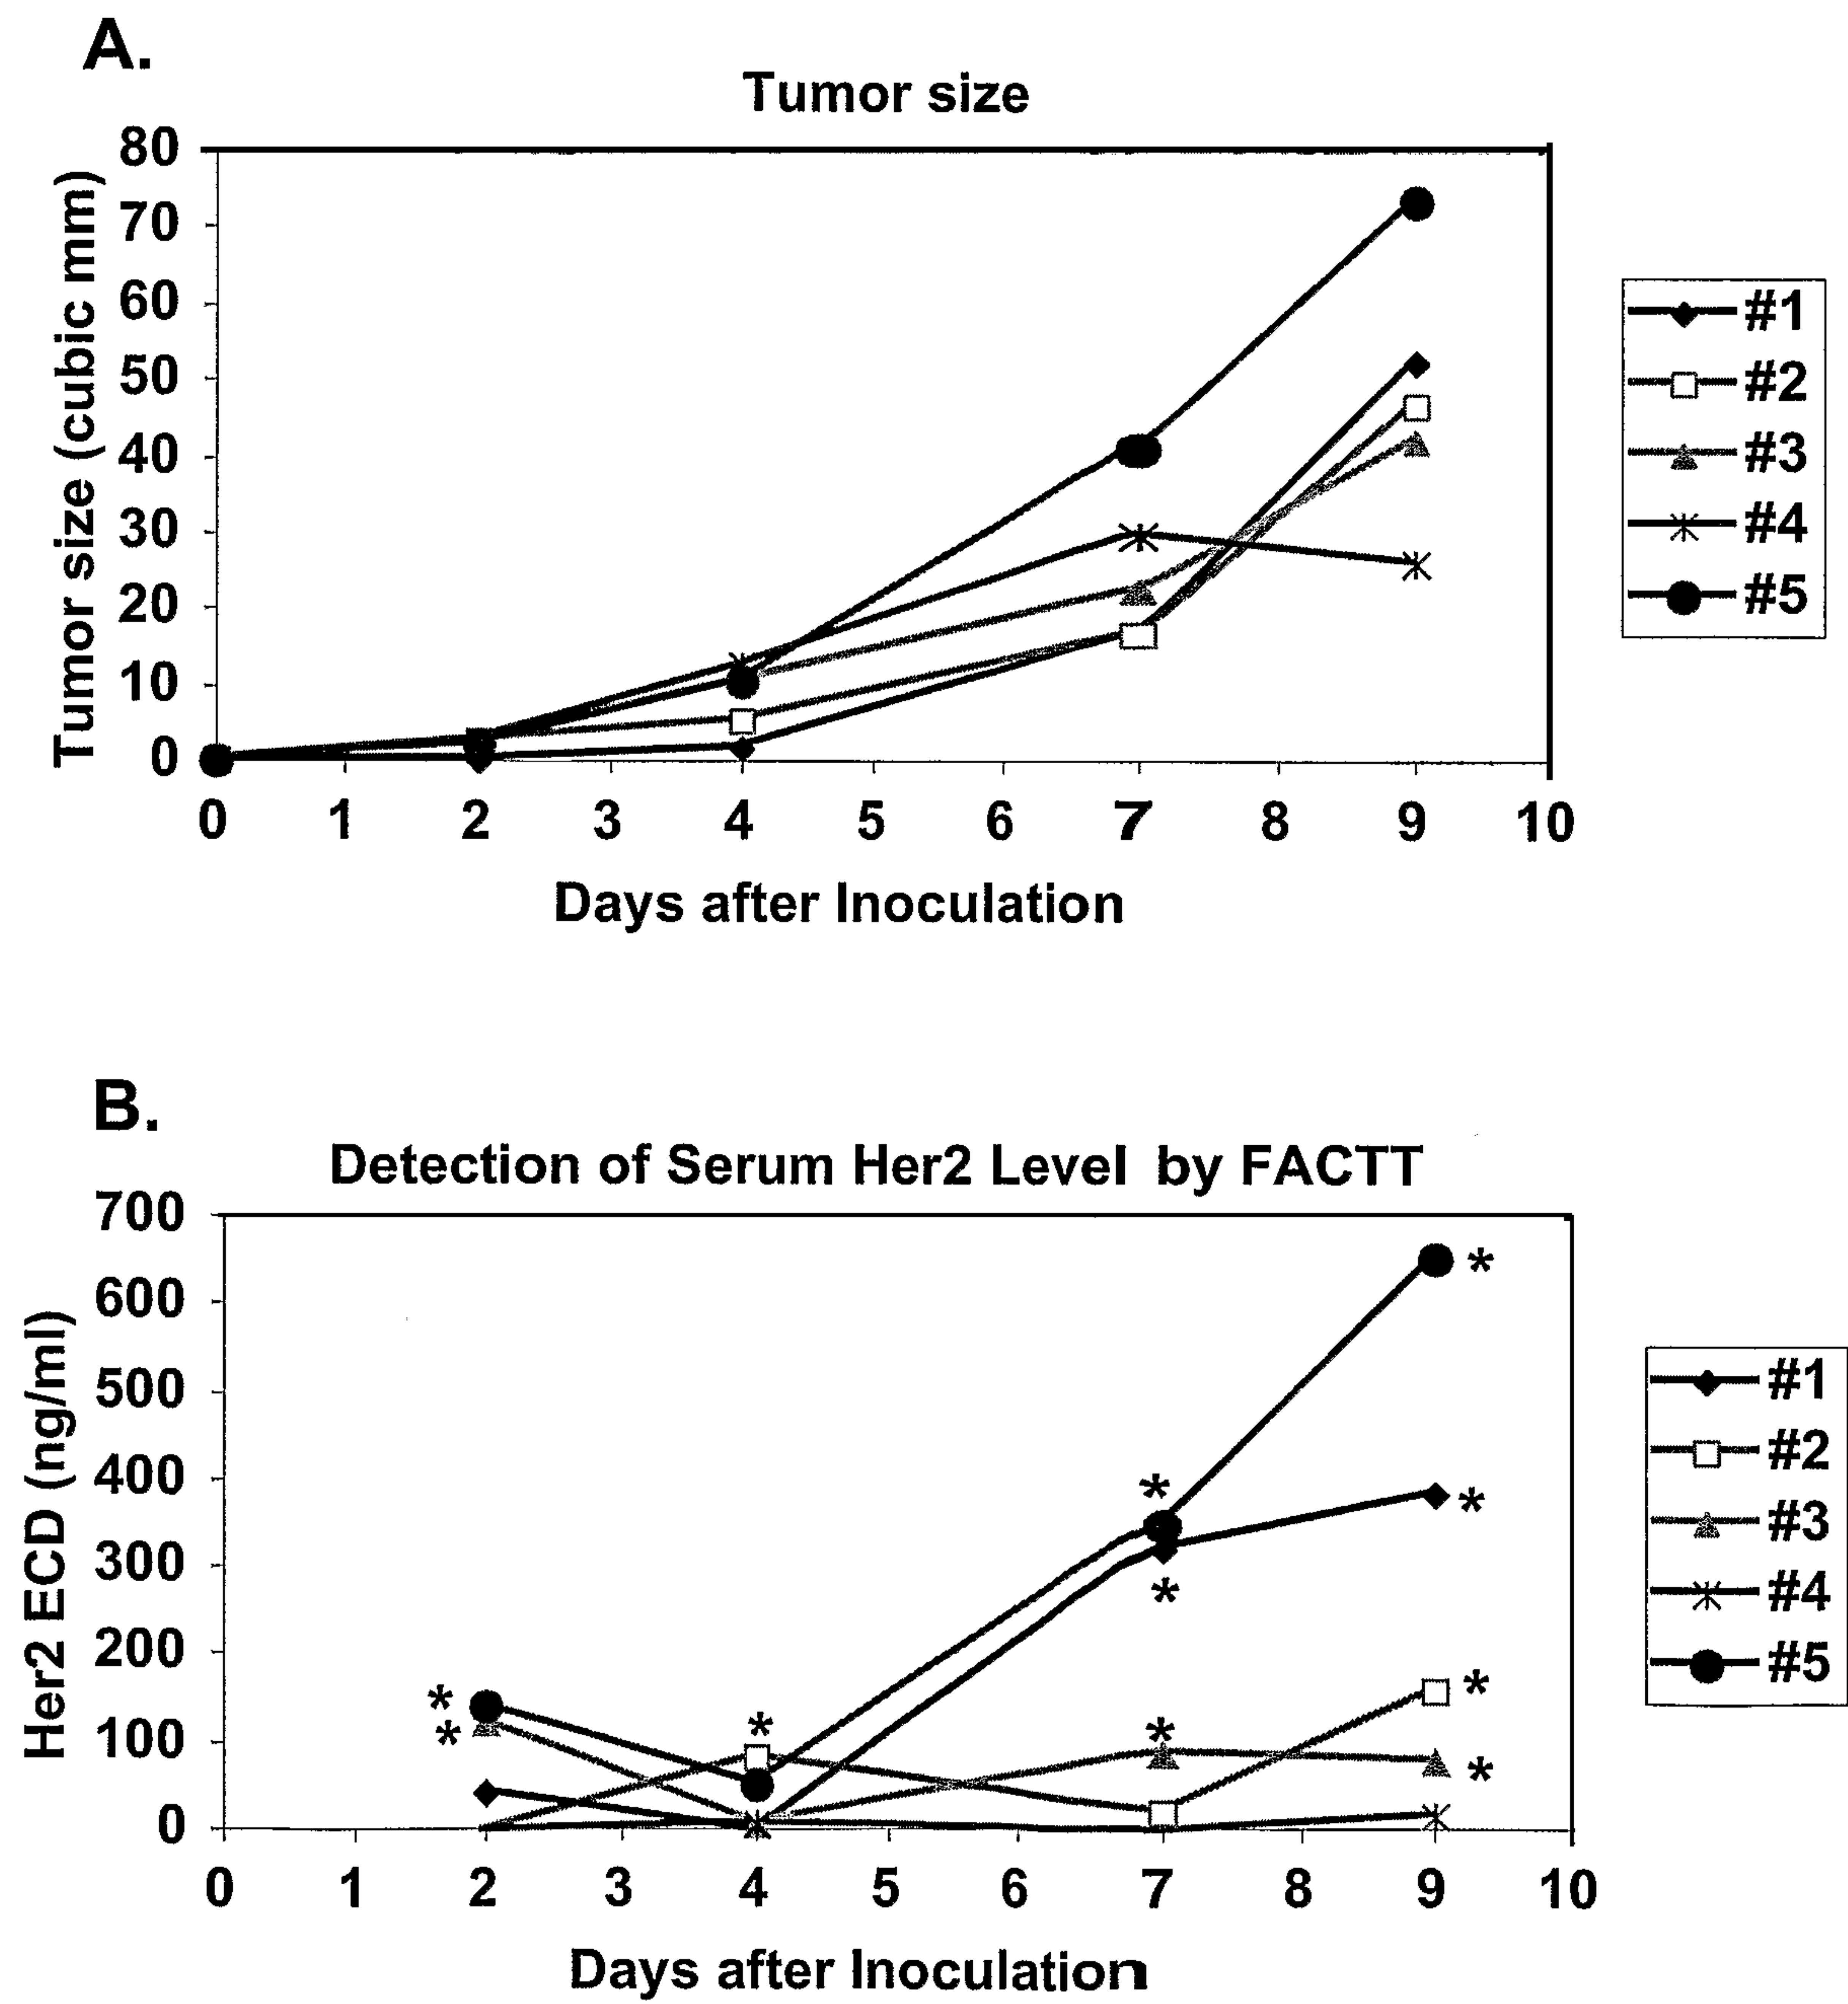 A.
Tumor size
Tumor size (cubic mm)
80
70
60
50
40
30
20
10
0
0 1 2 3 4 5 6 7 8 9 10
Days after Inoculation
#1
#2
#3
#4
#5
B.
Detection of Serum Her2 Level by FACTT
Her2 ECD (ng/ml)
700
600
500
400
300
200
100
0
* * * * * * * * * *
0 1 2 3 4 5 6 7 8 9 10
Days after Inoculation
#1
#2
#3
#4
#5